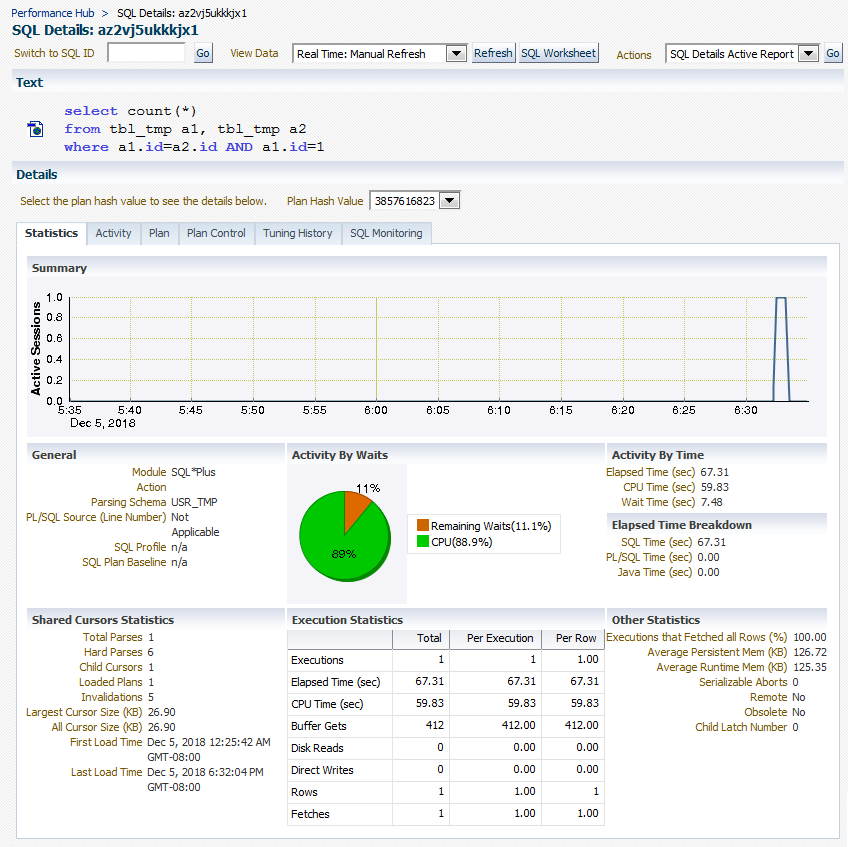 Performance Hub > SQL Details: az2vj5ukkkjx1
SQL Details: az2vj5ukkkjx1
Switch to SQL ID Go View Data Real Time: Manual Refresh Refresh SQL Worksheet Actions SQL Details Active Report Go
Text
select count(*)
from tbl_tmp a1, tbl_tmp a2
where a1.id=a2.id AND a1.id=1
Details
Select the plan hash value to see the details below. Plan Hash Value 3857616823
Statistics Activity Plan Plan Control Tuning History SQL Monitoring
Summary
Active Sessions
1.0
0.8
0.6
0.4
0.2
0.0
5:35 5:40 5:45 5:50 5:55 6:00 6:05 6:10 6:15 6:20 6:25 6:30
Dec 5, 2018
General
Module SQL*Plus
Action
Parsing Schema USR_TMP
PL/SQL Source (Line Number) Not
Applicable
SQL Profile n/a
SQL Plan Baseline n/a
Activity By Waits
11%
89%
Remaining Waits(11.1%)
CPU(88.9%)
Activity By Time
Elapsed Time (sec) 67.31
CPU Time (sec) 59.83
Wait Time (sec) 7.48
Elapsed Time Breakdown
SQL Time (sec) 67.31
PL/SQL Time (sec) 0.00
Java Time (sec) 0.00
Shared Cursors Statistics
Total Parses 1
Hard Parses 6
Child Cursors 1
Loaded Plans 1
Invalidations 5
Largest Cursor Size (KB) 26.90
All Cursor Size (KB) 26.90
First Load Time Dec 5, 2018 12:25:42 AM
GMT-08:00
Last Load Time Dec 5, 2018 6:32:04 PM
GMT-08:00
Execution Statistics
Total Per Execution Per Row
Executions 1 1 1.00
Elapsed Time (sec) 67.31 67.31 67.31
CPU Time (sec) 59.83 59.83 59.83
Buffer Gets 412 412.00 412.00
Disk Reads 0 0.00 0.00
Direct Writes 0 0.00 0.00
Rows 1 1.00 1
Fetches 1 1.00 1.00
Other Statistics
Executions that Fetched all Rows (%) 100.00
Average Persistent Mem (KB) 126.72
Average Runtime Mem (KB) 125.35
Serializable Aborts 0
Remote No
Obsolete No
Child Latch Number 0